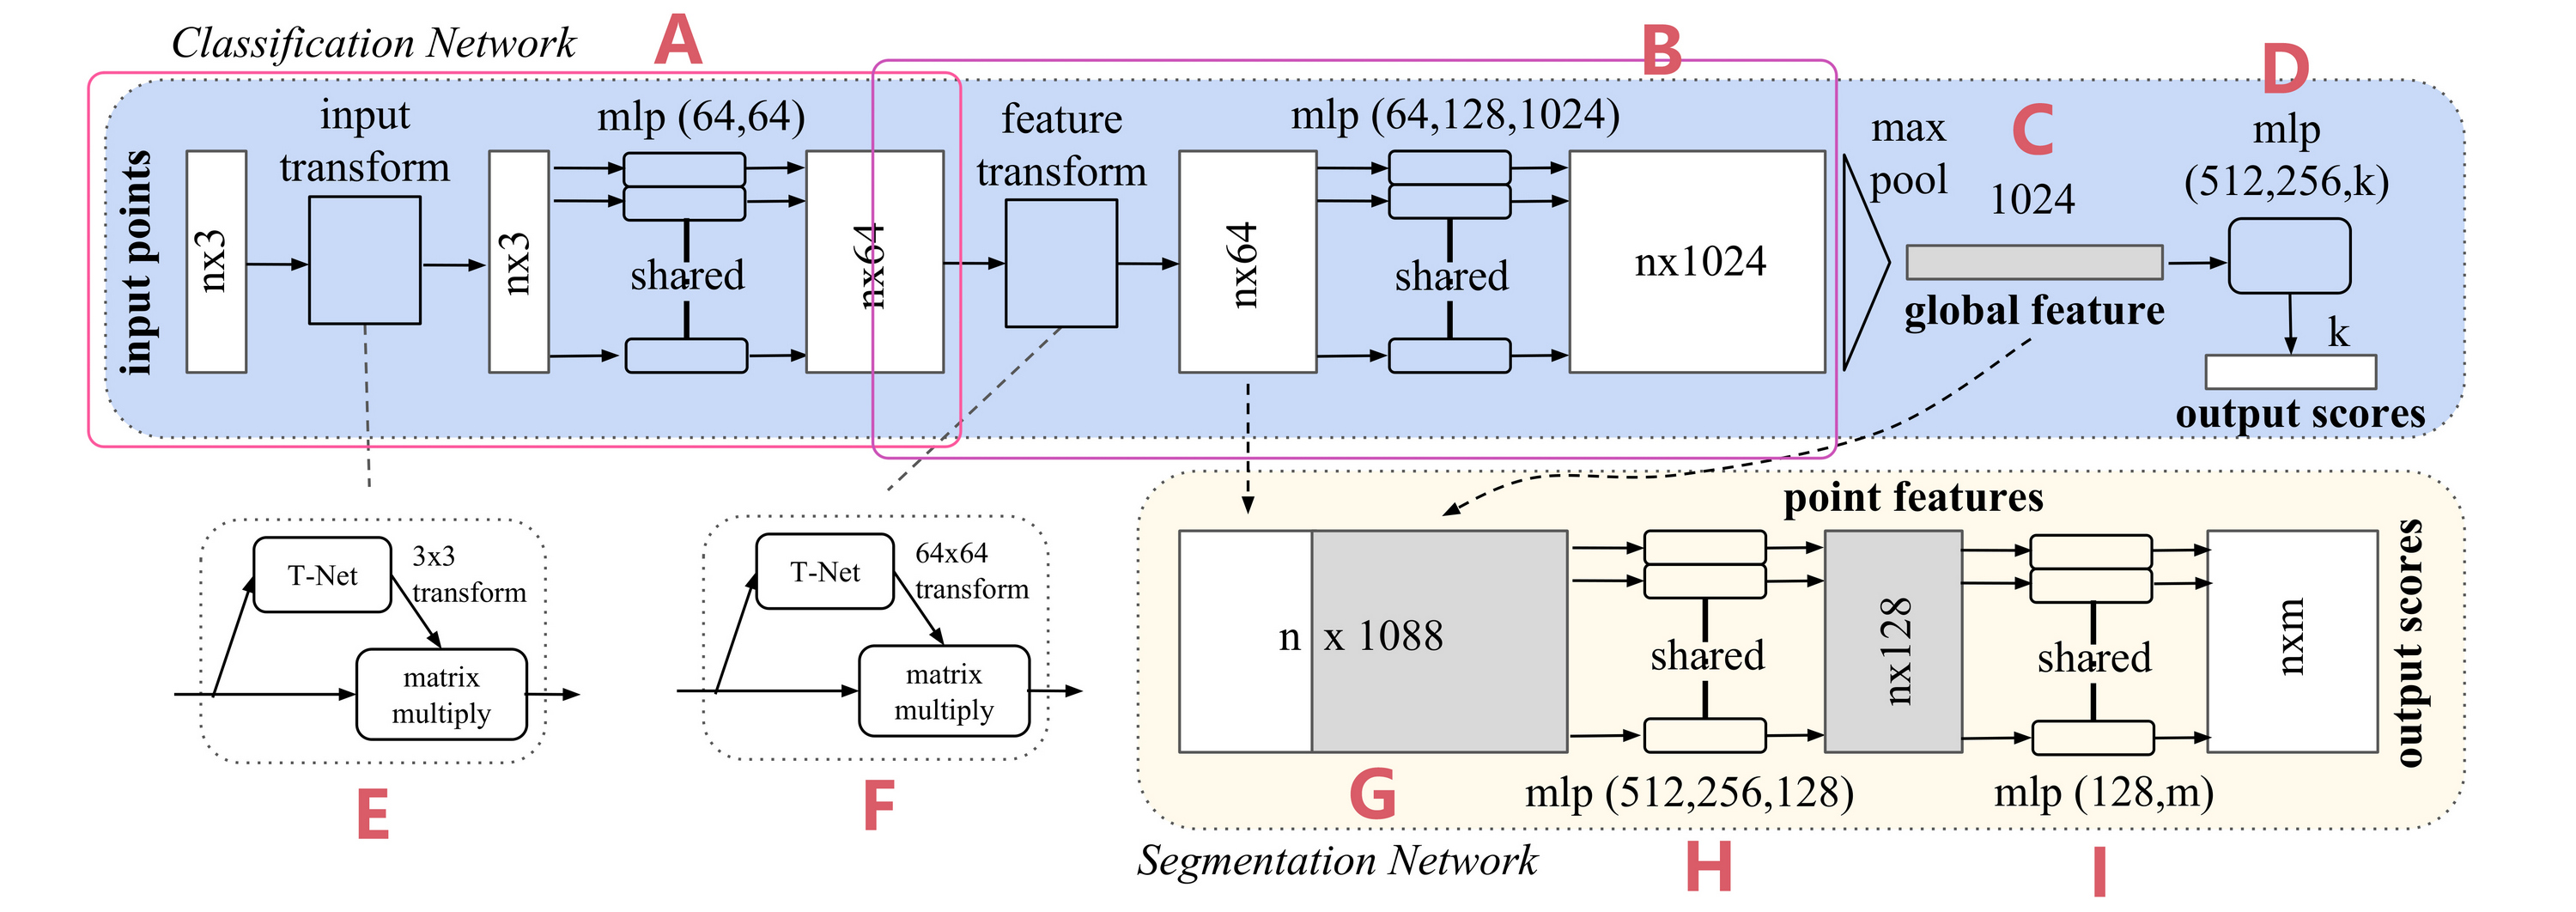 Classification Network
A
B
C
D
input points
nx3
input
transform
nx3
mlp (64,64)
shared
nx64
feature
transform
nx64
mlp (64,128,1024)
shared
nx1024
max
pool
1024
global feature
mlp
(512,256,k)
k
output scores
T-Net
3x3
transform
matrix
multiply
E
T-Net
64x64
transform
matrix
multiply
F
point features
n x 1088
G
shared
mlp (512,256,128)
H
nx128
shared
mlp (128,m)
I
nxm
output scores
Segmentation Network